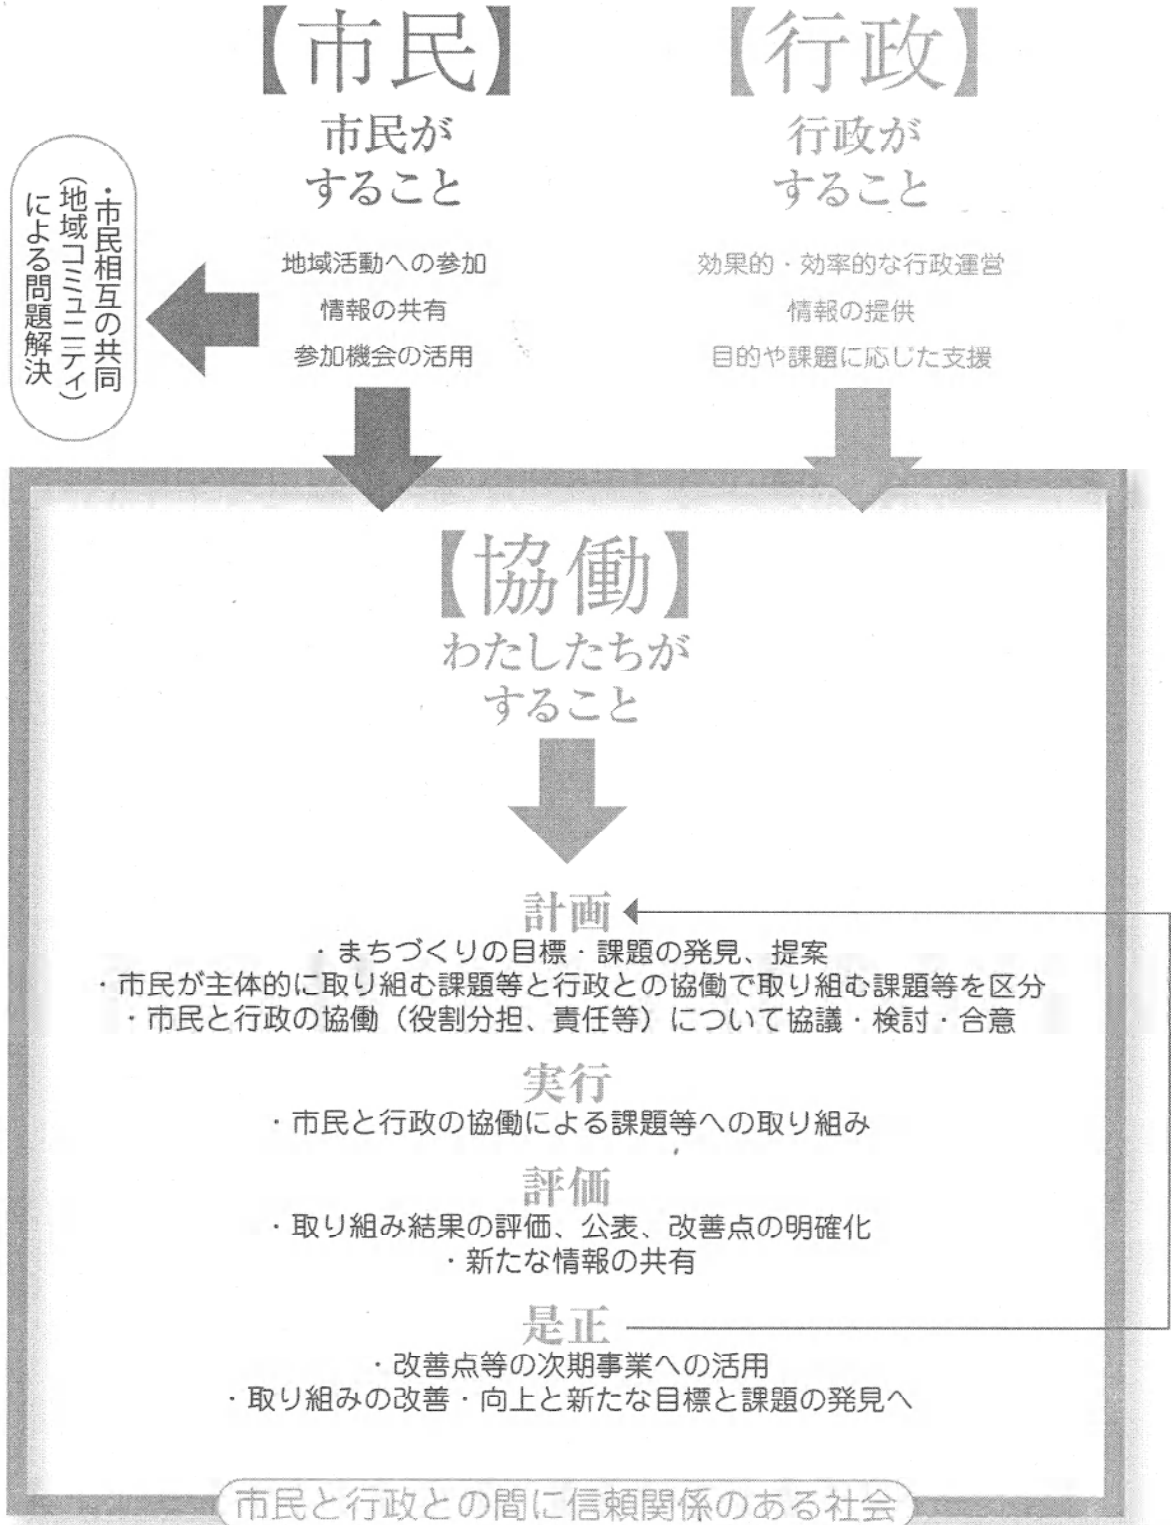 【市民】
市民が
すること
地域活動への参加
情報の共有
参加機会の活用
・市民相互の共同
(地域コミュニティ)
による問題解決
【行政】
行政が
すること
効果的・効率的な行政運営
情報の提供
目的や課題に応じた支援
【協働】
わたしたちが
すること
計画
・まちづくりの目標・課題の発見、提案
・市民が主体的に取り組む課題等と行政との協働で取り組む課題等を区分
・市民と行政の協働（役割分担、責任等）について協議・検討・合意
実行
・市民と行政の協働による課題等への取り組み
評価
・取り組み結果の評価、公表、改善点の明確化
・新たな情報の共有
是正
・改善点等の次期事業への活用
・取り組みの改善・向上と新たな目標と課題の発見へ
市民と行政との間に信頼関係のある社会